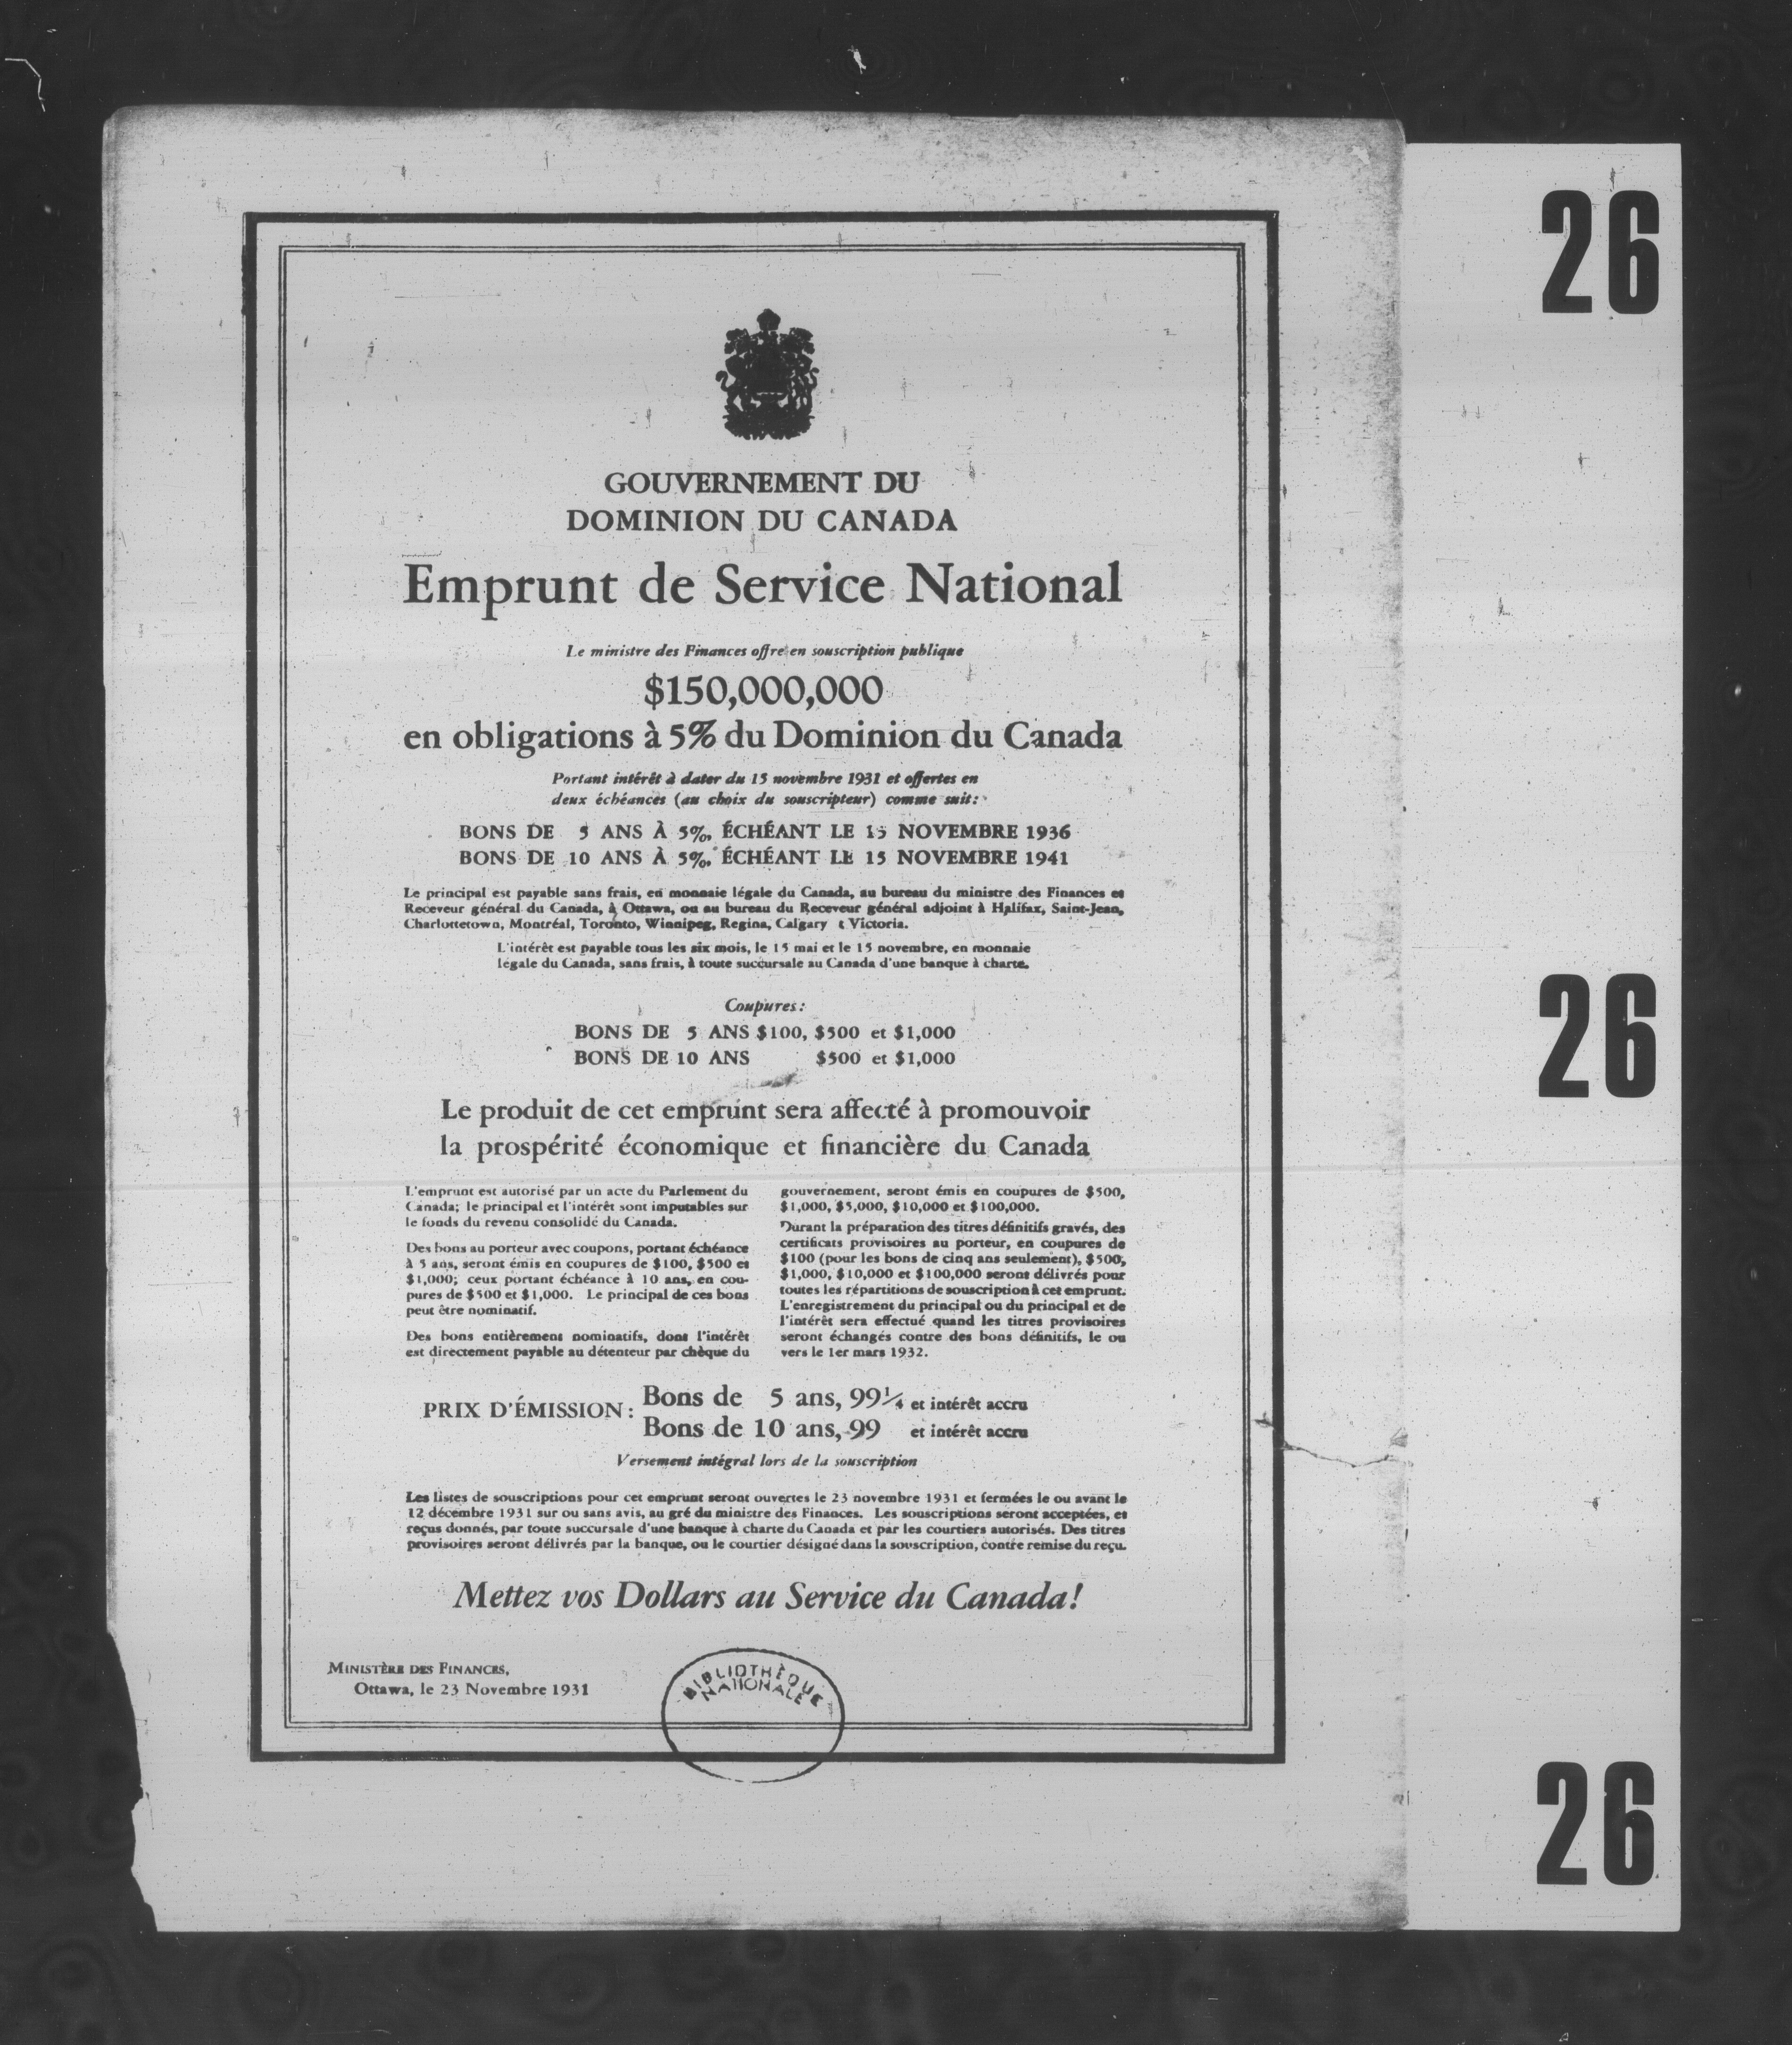 GOUVERNEMENT DU
DOMINION DU CANADA
Emprunt de Service National
Le ministre des Finances offre en souscription publique
$150,000,000
en obligations à 5% du Dominion du Canada
Portant intérêt à dater du 15 novembre 1931 et offertes en
deux échéances (au choix du souscripteur) comme suit:
BONS DE 5 ANS À 5%, ÉCHÉANT LE 15 NOVEMBRE 1936
BONS DE 10 ANS À 5%, ÉCHÉANT LE 15 NOVEMBRE 1941
Le principal est payable sans frais, en monnaie légale du Canada, au bureau du ministre des Finances et
Receveur général du Canada, à Ottawa, ou au bureau du Receveur général adjoint à Halifax, Saint-Jean,
Charlottetown, Montréal, Toronto, Winnipeg, Regina, Calgary t Victoria.
L'intérêt est payable tous les six mois, le 15 mai et le 15 novembre, en monnaie
légale du Canada, sans frais, à toute succursale au Canada d'une banque à charte.
Coupures:
BONS DE 5 ANS $100, $500 et $1,000
BONS DE 10 ANS $500 et $1,000
Le produit de cet emprunt sera affecté à promouvoir
la prospérité économique et financière du Canada
L'emprunt est autorisé par un acte du Parlement du
Canada; le principal et l'intérêt sont imputables sur
le fonds du revenu consolidé du Canada.
Des bons au porteur avec coupons, portant échéance
à 5 ans, seront émis en coupures de $100, $500 et
$1,000; ceux portant échéance à 10 ans, en cou-
pures de $500 et $1,000. Le principal de ces bons
peut être nominatif.
Des bons entièrement nominatifs, dont l'intérêt
est directement payable au détenteur par chèque du
gouvernement, seront émis en coupures de $500,
$1,000, $5,000, $10,000 et $100,000.
Durant la préparation des titres définitifs gravés, des
certificats provisoires au porteur, en coupures de
$100 (pour les bons de cinq ans seulement), $500,
$1,000, $10,000 et $100,000 seront délivrés pour
toutes les répartitions de souscription à cet emprunt.
L'enregistrement du principal ou du principal et de
l'intérêt sera effectué quand les titres provisoires
seront échangés contre des bons définitifs, le ou
vers le 1er mars 1932.
PRIX D'ÉMISSION: Bons de 5 ans, 99¼ et intérêt accru
Bons de 10 ans, 99 et intérêt accru
Versement intégral lors de la souscription
Les listes de souscriptions pour cet emprunt seront ouvertes le 23 novembre 1931 et fermées le ou avant le
12 décembre 1931 sur ou sans avis, au gré du ministre des Finances. Les souscriptions seront acceptées, et
reçus donnés, par toute succursale d'une banque à charte du Canada et par les courtiers autorisés. Des titres
provisoires seront délivrés par la banque, ou le courtier désigné dans la souscription, contre remise du reçu.
Mettez vos Dollars au Service du Canada!
MINISTÈRE DES FINANCES,
Ottawa, le 23 Novembre 1931
BIBLIOTHÈQUE
NATIONALE
26
26
26